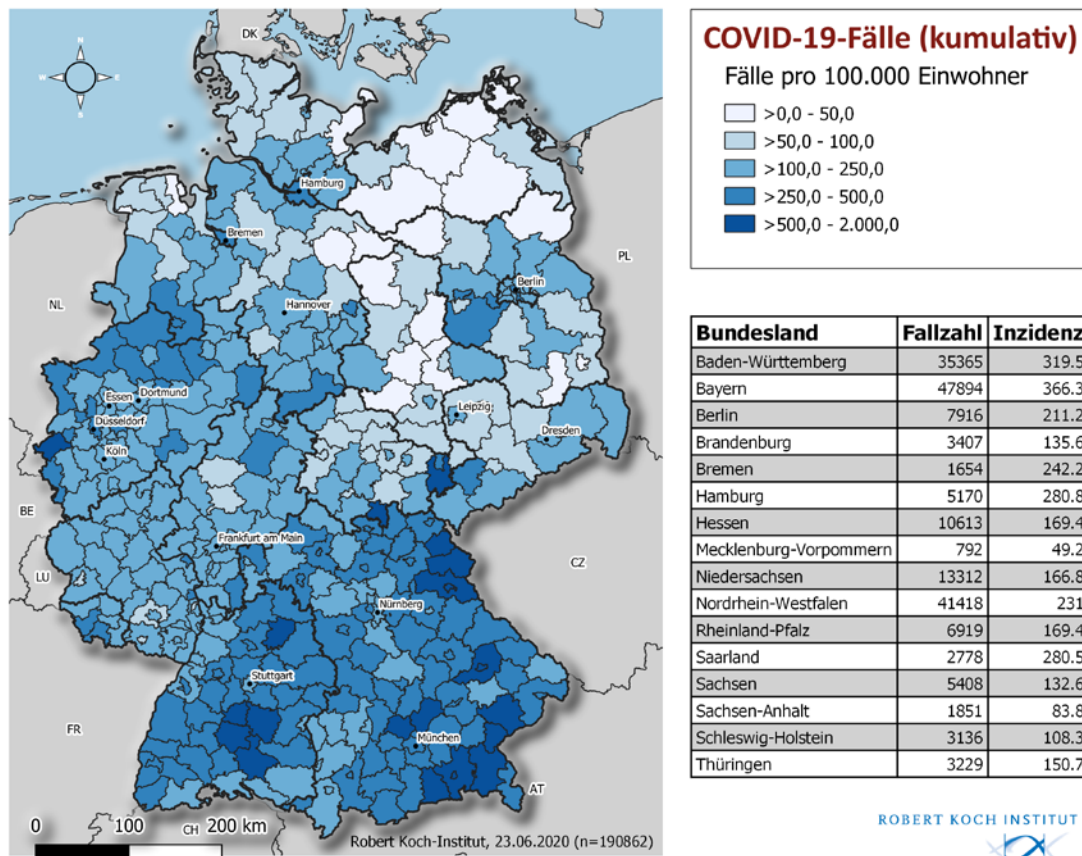 N
W
E
S
DK
PL
NL
BE
LU
FR
CH
CZ
AT
Hamburg
Bremen
Berlin
Hannover
Essen
Dortmund
Düsseldorf
Köln
Leipzig
Dresden
Frankfurt am Main
Nürnberg
Stuttgart
München
0 100 200 km
Robert Koch-Institut, 23.06.2020 (n=190862)
COVID-19-Fälle (kumulativ)
Fälle pro 100.000 Einwohner
>0,0 - 50,0
>50,0 - 100,0
>100,0 - 250,0
>250,0 - 500,0
>500,0 - 2.000,0
Bundesland Fallzahl Inzidenz
Baden-Württemberg 35365 319.5
Bayern 47894 366.3
Berlin 7916 211.2
Brandenburg 3407 135.6
Bremen 1654 242.2
Hamburg 5170 280.8
Hessen 10613 169.4
Mecklenburg-Vorpommern 792 49.2
Niedersachsen 13312 166.8
Nordrhein-Westfalen 41418 231
Rheinland-Pfalz 6919 169.4
Saarland 2778 280.5
Sachsen 5408 132.6
Sachsen-Anhalt 1851 83.8
Schleswig-Holstein 3136 108.3
Thüringen 3229 150.7
ROBERT KOCH INSTITUT